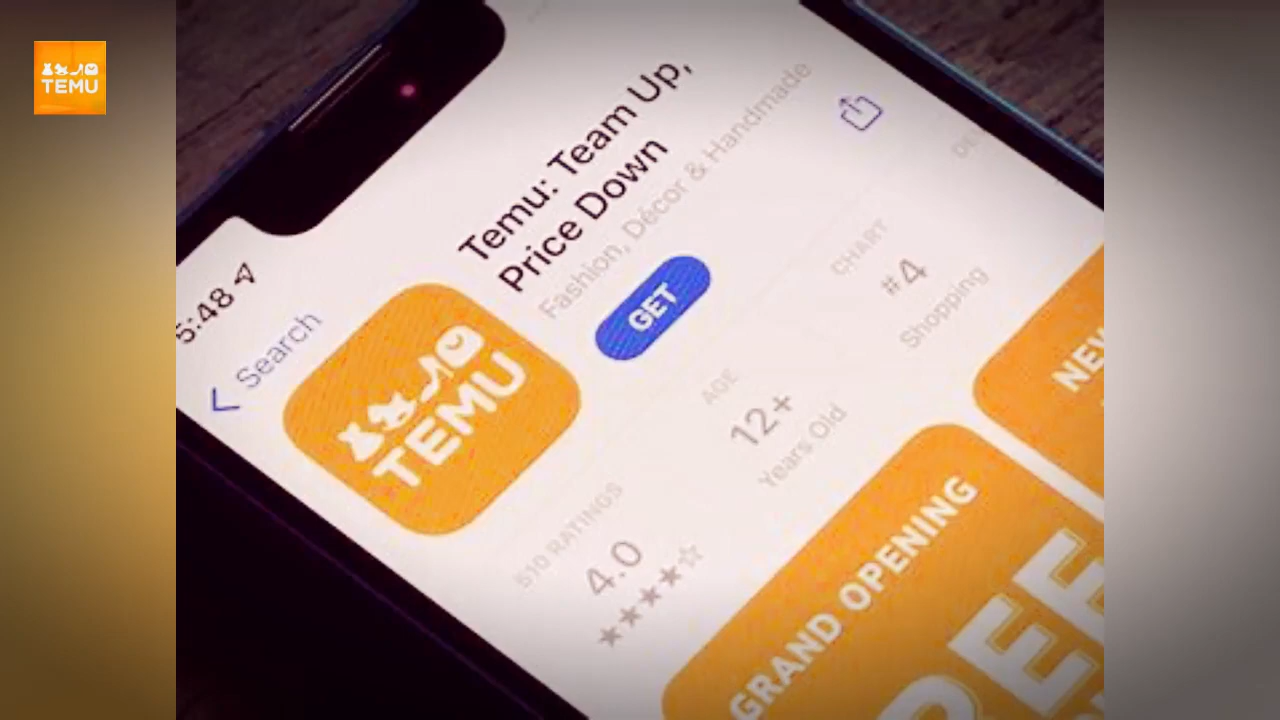 TEMU
5:48
Search
TEMU
Temu: Team Up,
Price Down
Fashion, Décor & Handmade
GET
510 RATINGS
4.0
AGE
12+
Years Old
CHART
#4
Shopping
GRAND OPENING